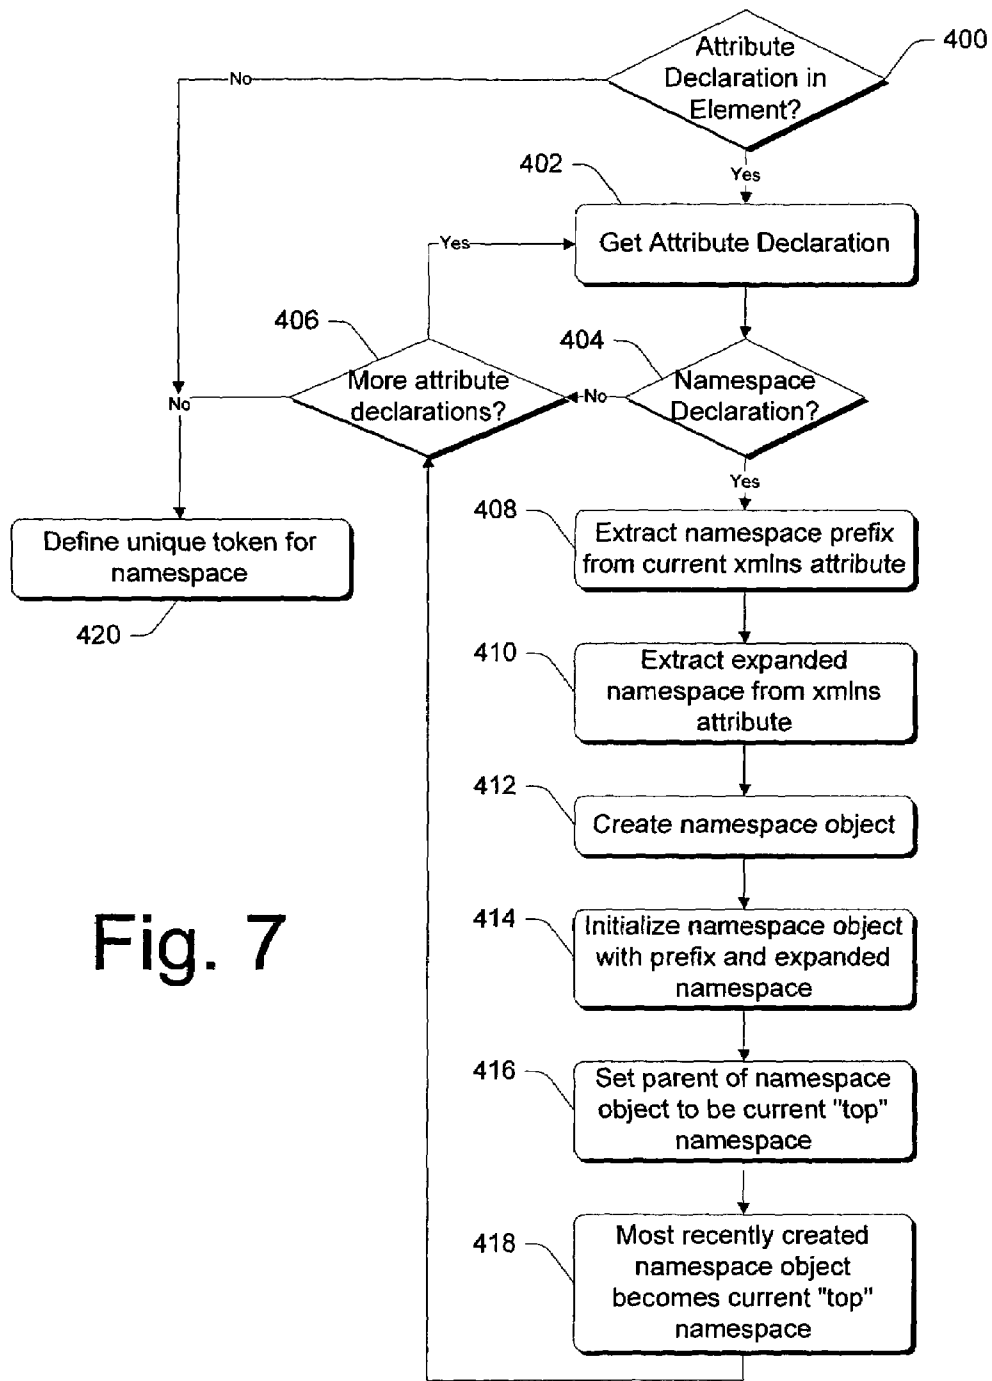 Attribute
Declaration in
Element?
400
No
Yes
402
Get Attribute Declaration
Yes
406
More attribute
declarations?
404
Namespace
Declaration?
No
No
Yes
408
Extract namespace prefix
from current xmlns attribute
Define unique token for
namespace
420
410
Extract expanded
namespace from xmlns
attribute
412
Create namespace object
414
Initialize namespace object
with prefix and expanded
namespace
Fig. 7
416
Set parent of namespace
object to be current "top"
namespace
418
Most recently created
namespace object
becomes current "top"
namespace